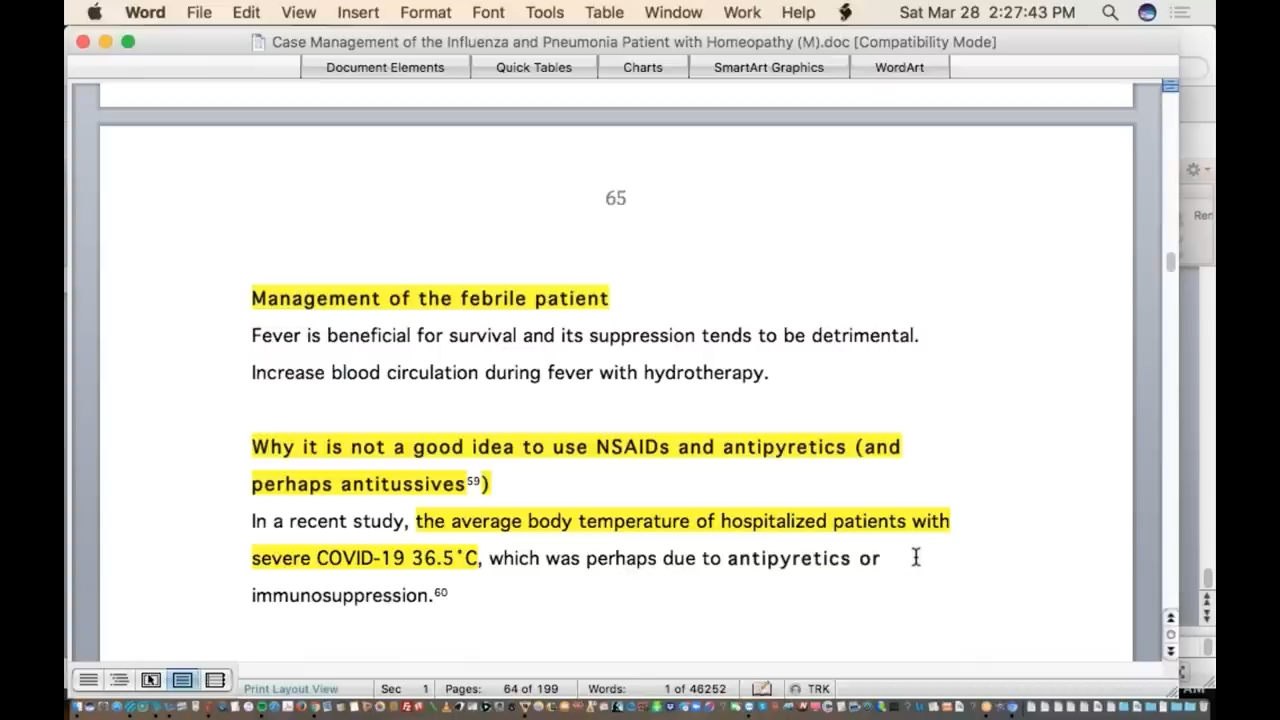 Word File Edit View Insert Format Font Tools Table Window Work Help Sat Mar 28 2:27:43 PM
Case Management of the Influenza and Pneumonia Patient with Homeopathy (M).doc [Compatibility Mode]
Document Elements Quick Tables Charts SmartArt Graphics WordArt
65
Management of the febrile patient
Fever is beneficial for survival and its suppression tends to be detrimental.
Increase blood circulation during fever with hydrotherapy.
Why it is not a good idea to use NSAIDs and antipyretics (and
perhaps antitussives⁵⁹)
In a recent study, the average body temperature of hospitalized patients with
severe COVID-19 36.5˚C, which was perhaps due to antipyretics or
immunosuppression.⁶⁰
Print Layout View Sec 1 Pages: 64 of 199 Words: 1 of 46252 TRK